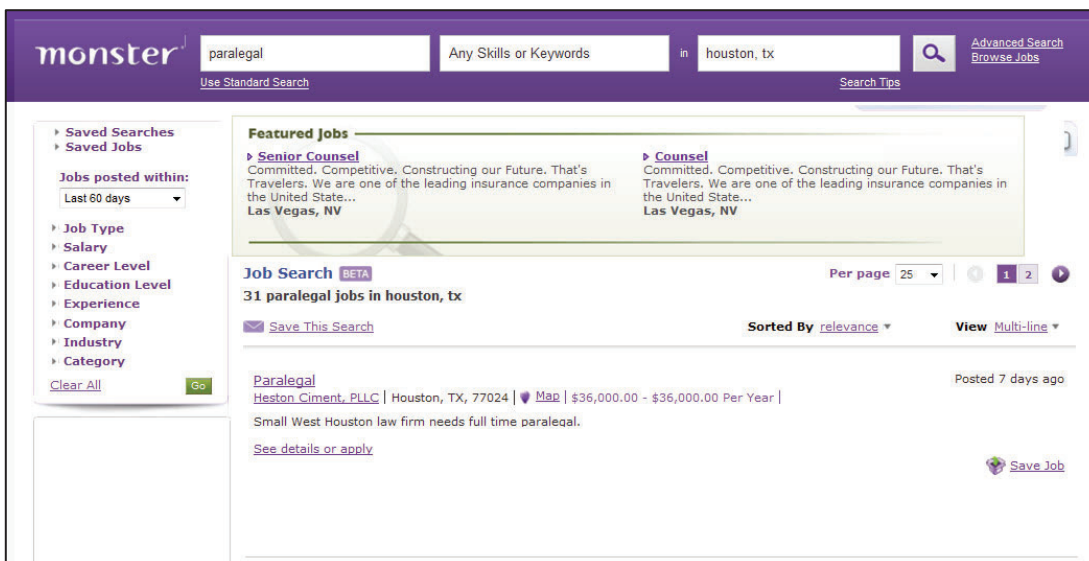 monster
paralegal
Any Skills or Keywords
in
houston, tx
Advanced Search
Browse Jobs
Use Standard Search
Search Tips
Saved Searches
Saved Jobs
Jobs posted within:
Last 60 days
Job Type
Salary
Career Level
Education Level
Experience
Company
Industry
Category
Clear All
Go
Featured Jobs
Senior Counsel
Committed. Competitive. Constructing our Future. That's
Travelers. We are one of the leading insurance companies in
the United State...
Las Vegas, NV
Counsel
Committed. Competitive. Constructing our Future. That's
Travelers. We are one of the leading insurance companies in
the United State...
Las Vegas, NV
Job Search BETA
Per page 25
1 2
31 paralegal jobs in houston, tx
Save This Search
Sorted By relevance
View Multi-line
Paralegal
Posted 7 days ago
Heston Ciment, PLLC | Houston, TX, 77024 | Map | $36,000.00 - $36,000.00 Per Year |
Small West Houston law firm needs full time paralegal.
See details or apply
Save Job